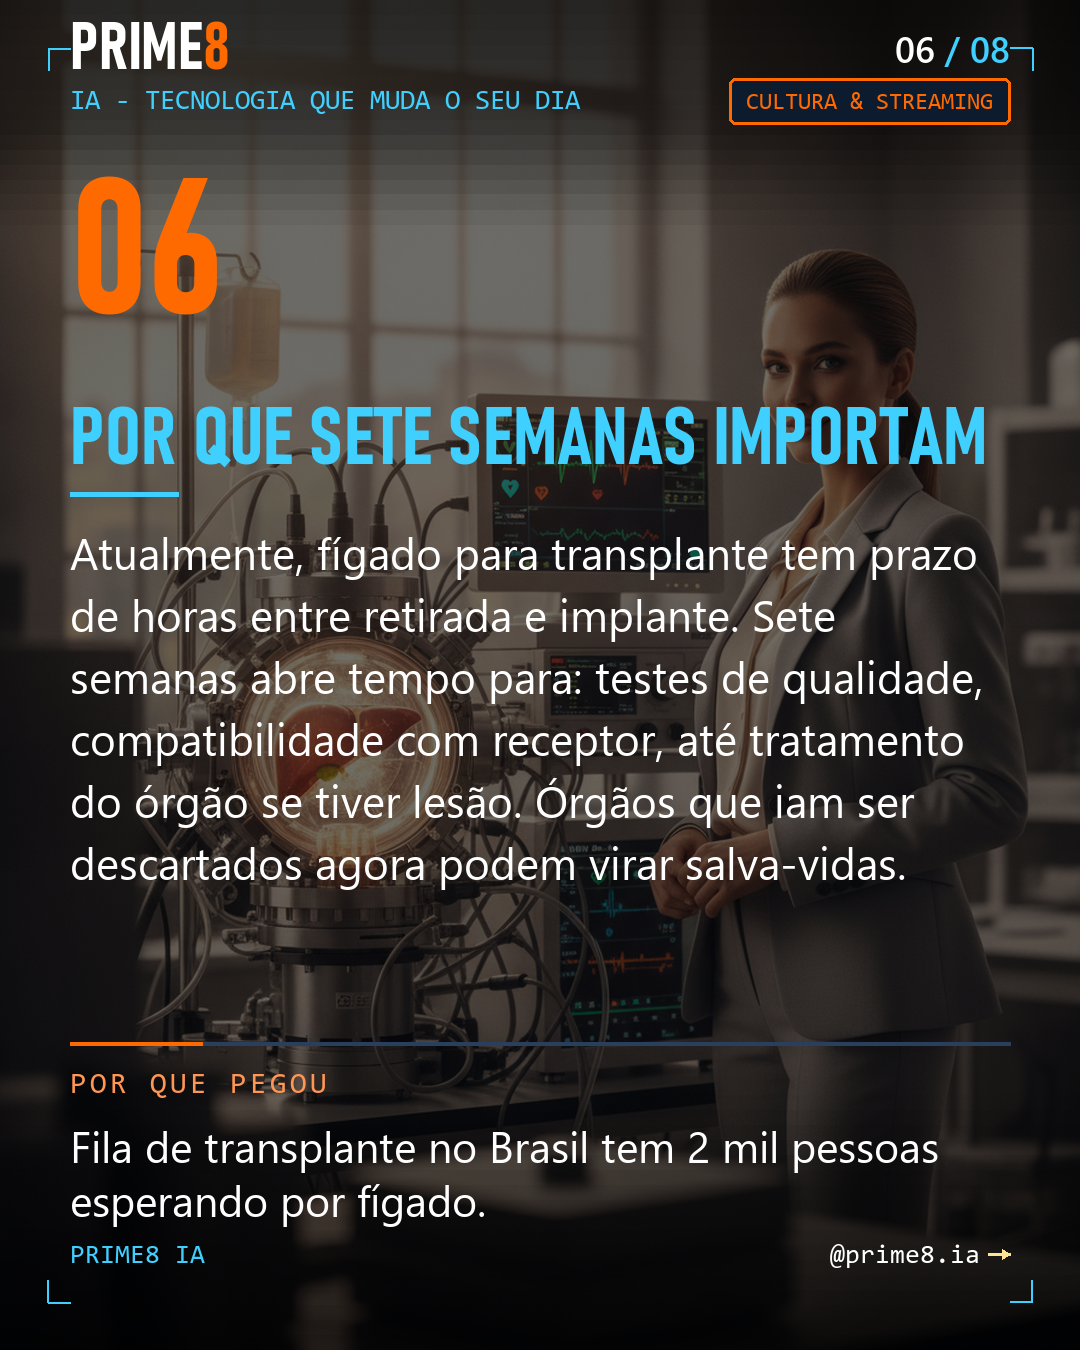 PRIME8
06 / 08
IA - TECNOLOGIA QUE MUDA O SEU DIA
CULTURA & STREAMING
06
POR QUE SETE SEMANAS IMPORTAM
Atualmente, fígado para transplante tem prazo
de horas entre retirada e implante. Sete
semanas abre tempo para: testes de qualidade,
compatibilidade com receptor, até tratamento
do órgão se tiver lesão. Órgãos que iam ser
descartados agora podem virar salva-vidas.
POR QUE PEGOU
Fila de transplante no Brasil tem 2 mil pessoas
esperando por fígado.
PRIME8 IA
@prime8.ia